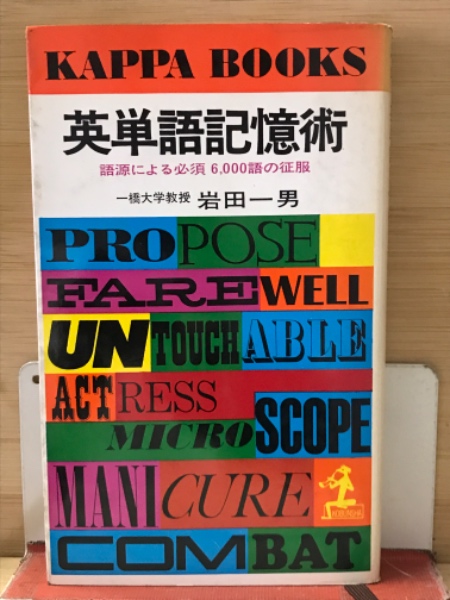 KAPPA BOOKS
英単語記憶術
語源による必須 6,000語の征服
一橋大学教授 岩田一男
PROPOSE
FAREWELL
UNTOUCHABLE
ACTRESS
MICROSCOPE
MANICURE
COMBAT